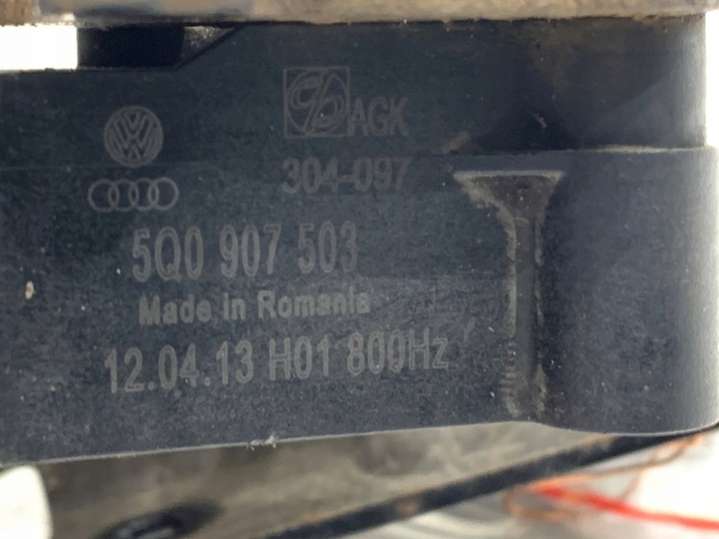 AGK
304-097
5Q0 907 503
Made in Romania
12.04.13 H01 800Hz